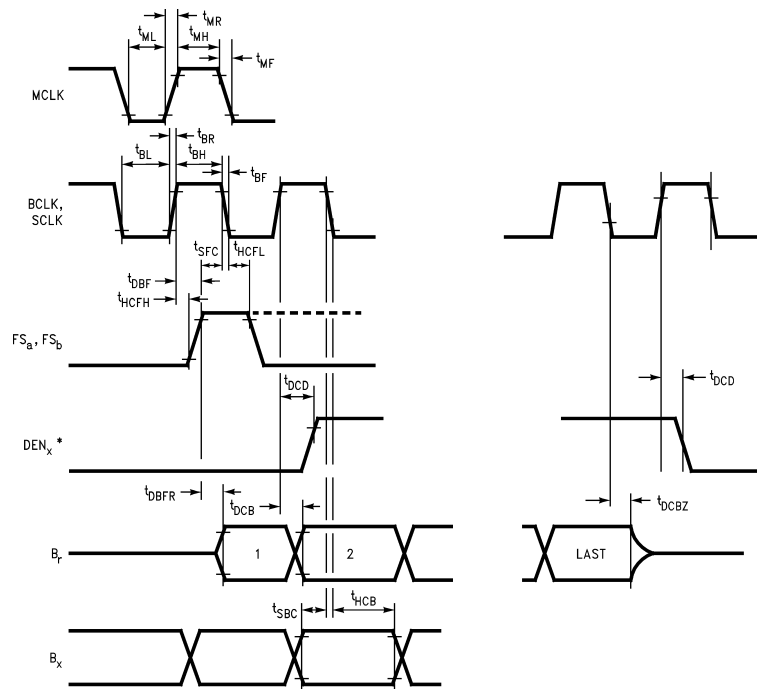 tMR
tML tMH
tMF
MCLK
tBR
tBL tBH
tBF
BCLK,
SCLK
tSFC tHCFL
tDBF
tHCFH
FSa, FSb
tDCD tDCD
DENx*
tDBFR
tDCB tDCBZ
Br 1 2 LAST
tSBC tHCB
Bx